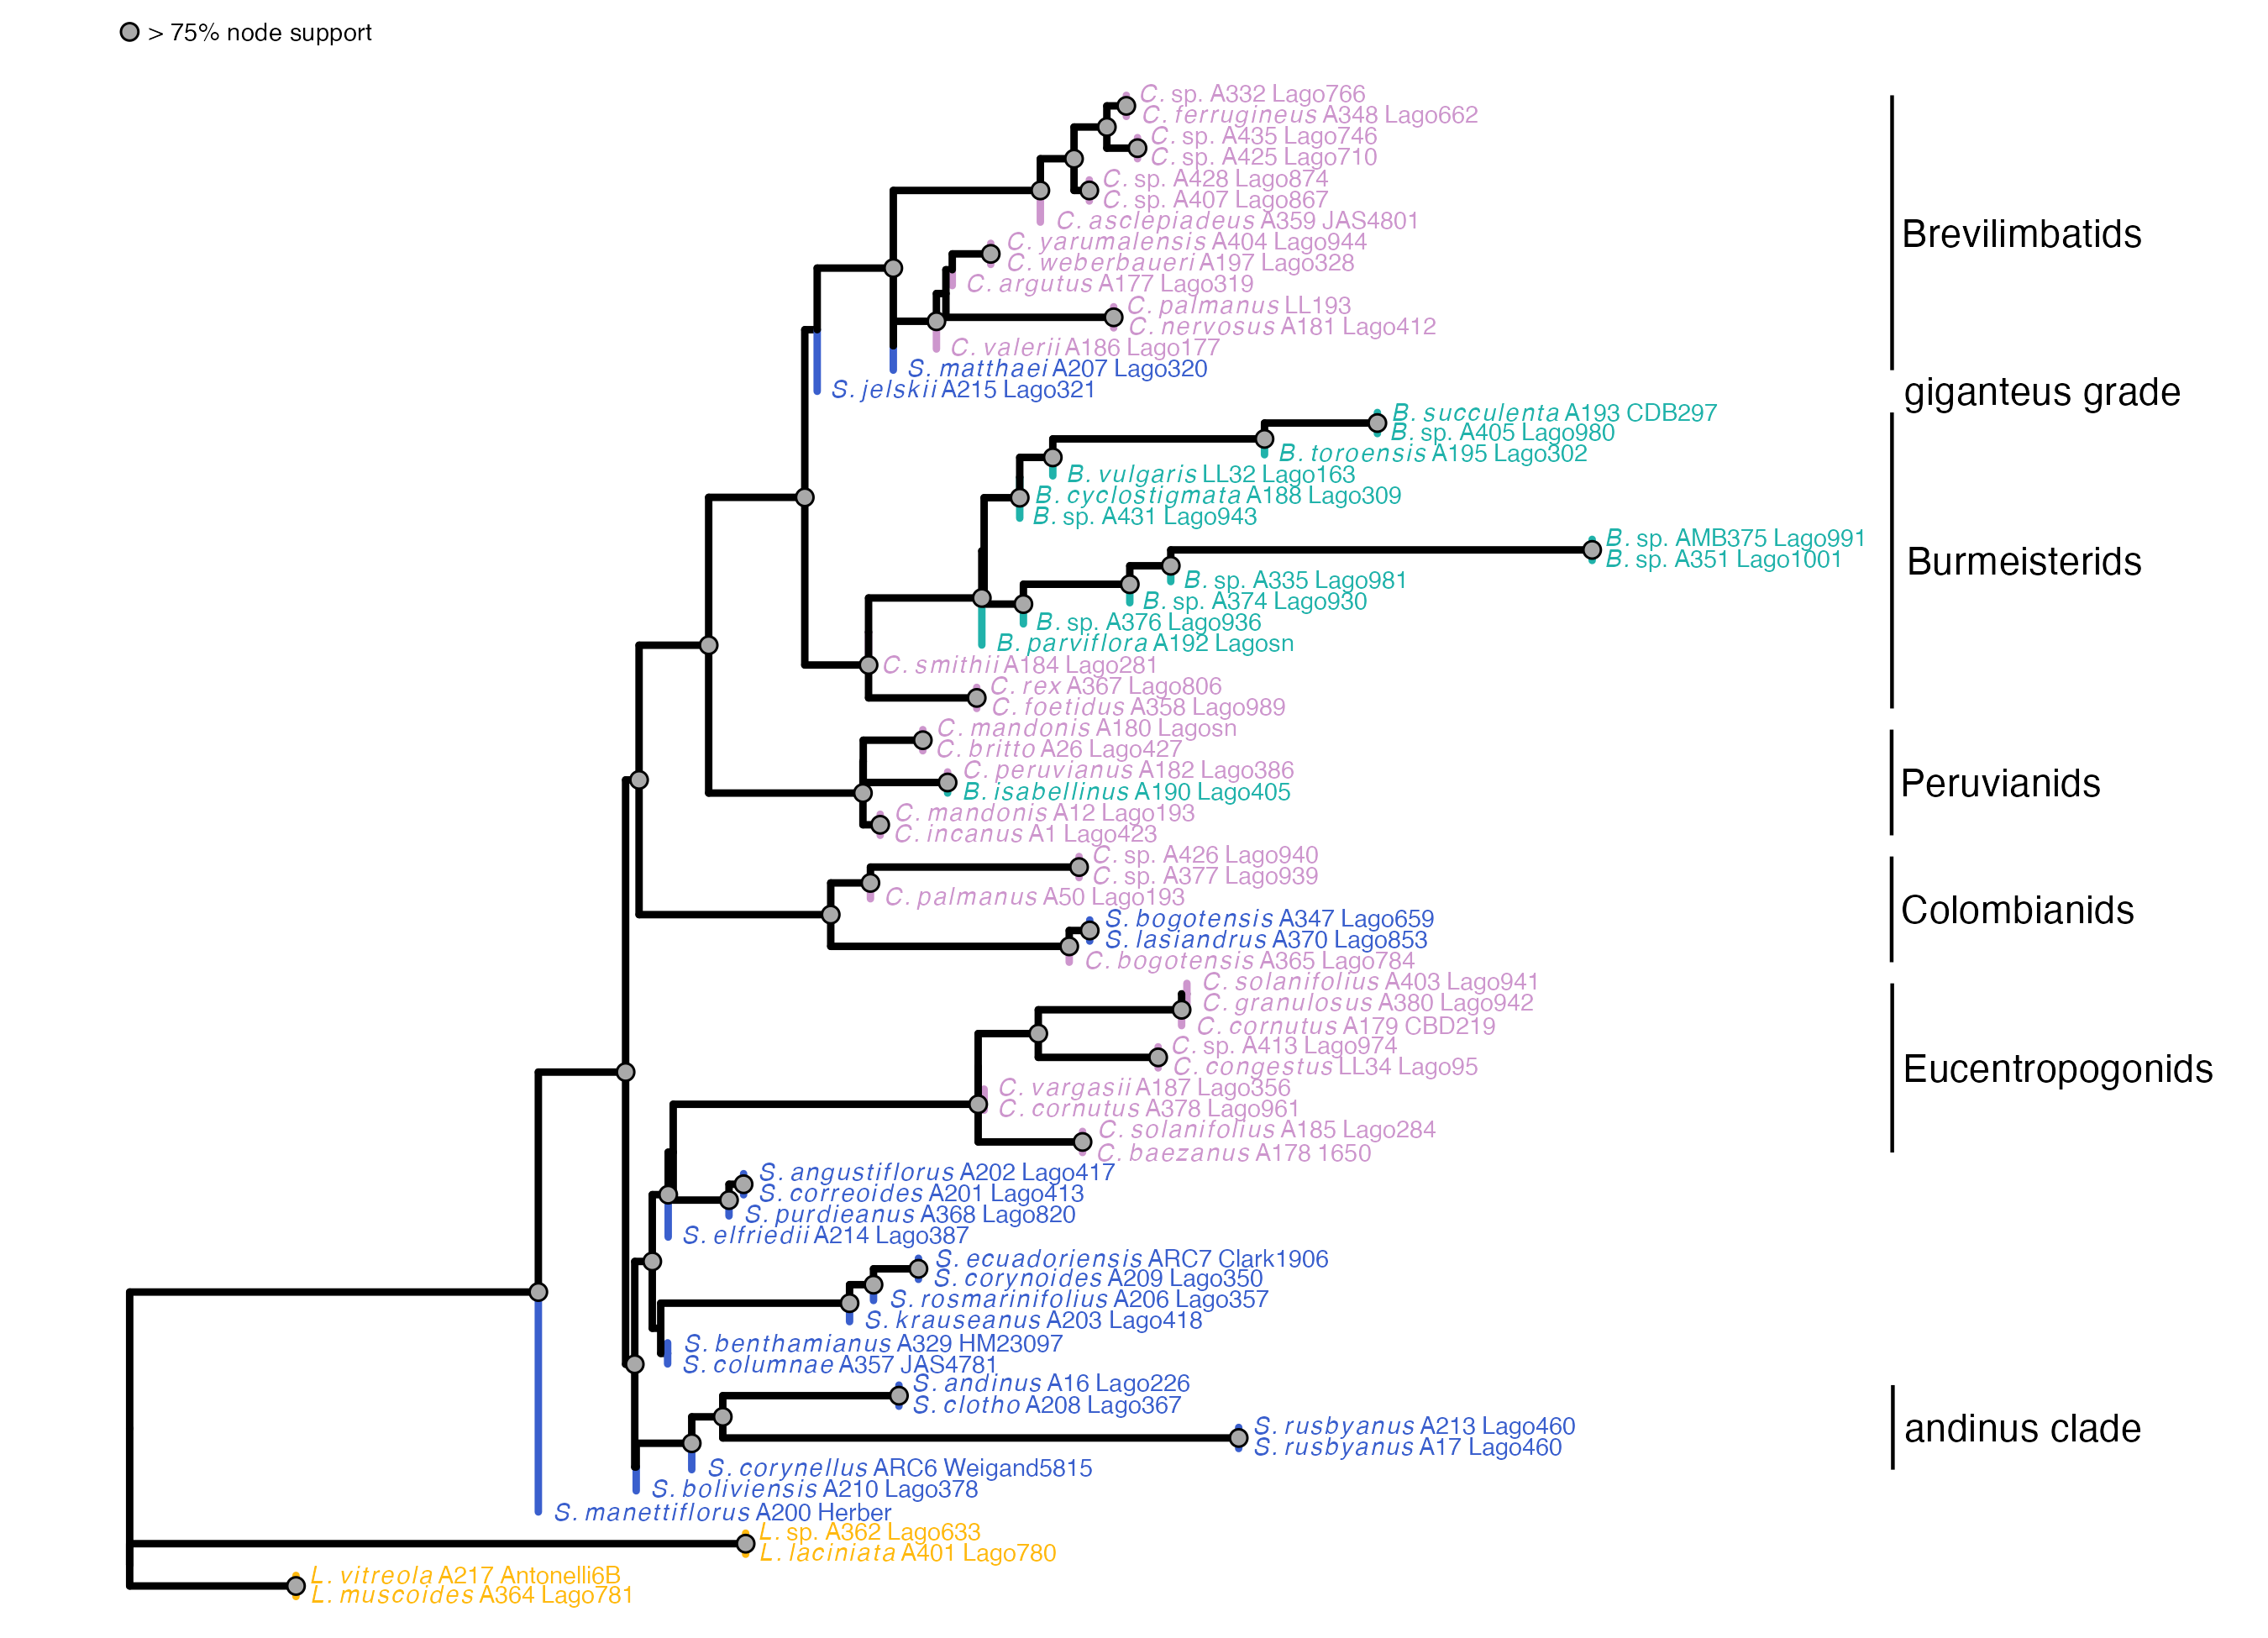 > 75% node support
C. sp. A332 Lago766
C. ferrugineus A348 Lago662
C. sp. A435 Lago746
C. sp. A425 Lago710
C. sp. A428 Lago874
C. sp. A407 Lago867
C. asclepiadeus A359 JAS4801
C. yarumalensis A404 Lago944
C. weberbaueri A197 Lago328
C. argutus A177 Lago319
C. palmanus LL193
C. nervosus A181 Lago412
C. valerii A186 Lago177
S. matthaei A207 Lago320
S. jelskii A215 Lago321
Brevilimbatids
giganteus grade
B. succulenta A193 CDB297
B. sp. A405 Lago980
B. toroensis A195 Lago302
B. vulgaris LL32 Lago163
B. cyclostigmata A188 Lago309
B. sp. A431 Lago943
B. sp. AMB375 Lago991
B. sp. A351 Lago1001
B. sp. A335 Lago981
B. sp. A374 Lago930
B. sp. A376 Lago936
B. parviflora A192 Lagosn
C. smithii A184 Lago281
C. rex A367 Lago806
C. foetidus A358 Lago989
Burmeisterids
C. mandonis A180 Lagosn
C. britto A26 Lago427
C. peruvianus A182 Lago386
B. isabellinus A190 Lago405
C. mandonis A12 Lago193
C. incanus A1 Lago423
Peruvianids
C. sp. A426 Lago940
C. sp. A377 Lago939
C. palmanus A50 Lago193
S. bogotensis A347 Lago659
S. lasiandrus A370 Lago853
C. bogotensis A365 Lago784
Colombianids
C. solanifolius A403 Lago941
C. granulosus A380 Lago942
C. cornutus A179 CBD219
C. sp. A413 Lago974
C. congestus LL34 Lago95
C. vargasii A187 Lago356
C. cornutus A378 Lago961
C. solanifolius A185 Lago284
C. baezanus A178 1650
Eucentropogonids
S. angustiflorus A202 Lago417
S. correoides A201 Lago413
S. purdieanus A368 Lago820
S. elfriedii A214 Lago387
S. ecuadoriensis ARC7 Clark1906
S. corynoides A209 Lago350
S. rosmarinifolius A206 Lago357
S. krauseanus A203 Lago418
S. benthamianus A329 HM23097
S. columnae A357 JAS4781
S. andinus A16 Lago226
S. clotho A208 Lago367
S. rusbyanus A213 Lago460
S. rusbyanus A17 Lago460
S. corynellus ARC6 Weigand5815
andinus clade
S. boliviensis A210 Lago378
S. manettiflorus A200 Herber
L. sp. A362 Lago633
L. laciniata A401 Lago780
L. vitreola A217 Antonelli6B
L. muscoides A364 Lago781